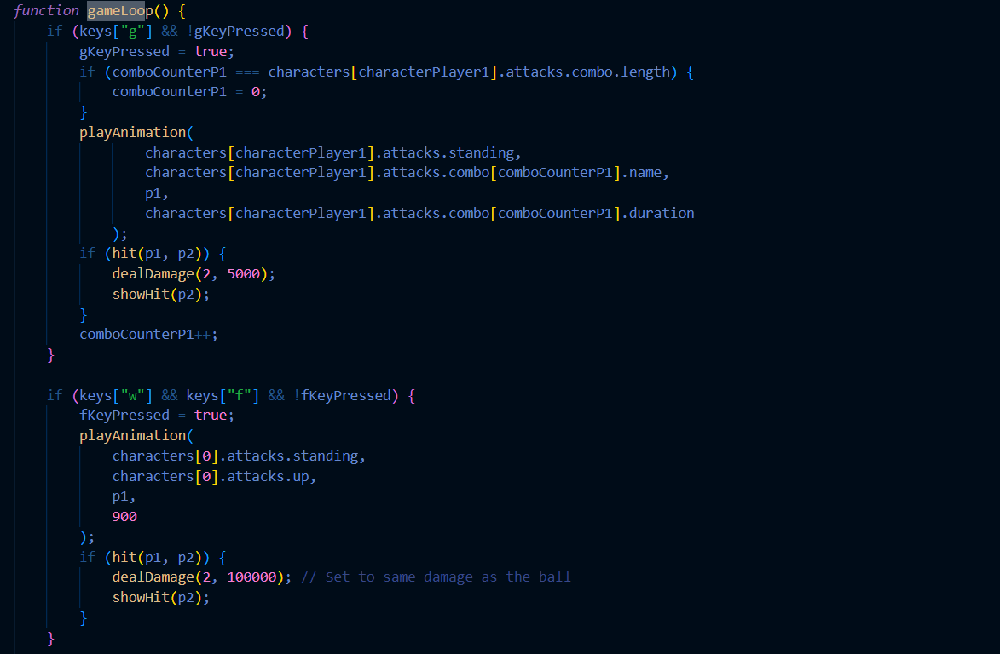 function gameLoop() {
    if (keys["g"] && !gKeyPressed) {
        gKeyPressed = true;
        if (comboCounterP1 === characters[characterPlayer1].attacks.combo.length) {
            comboCounterP1 = 0;
        }
        playAnimation(
                characters[characterPlayer1].attacks.standing,
                characters[characterPlayer1].attacks.combo[comboCounterP1].name,
                p1,
                characters[characterPlayer1].attacks.combo[comboCounterP1].duration
            );
        if (hit(p1, p2)) {
            dealDamage(2, 5000);
            showHit(p2);
        }
        comboCounterP1++;
    }

    if (keys["w"] && keys["f"] && !fKeyPressed) {
        fKeyPressed = true;
        playAnimation(
            characters[0].attacks.standing,
            characters[0].attacks.up,
            p1,
            900
        );
        if (hit(p1, p2)) {
            dealDamage(2, 100000); // Set to same damage as the ball
            showHit(p2);
        }
    }